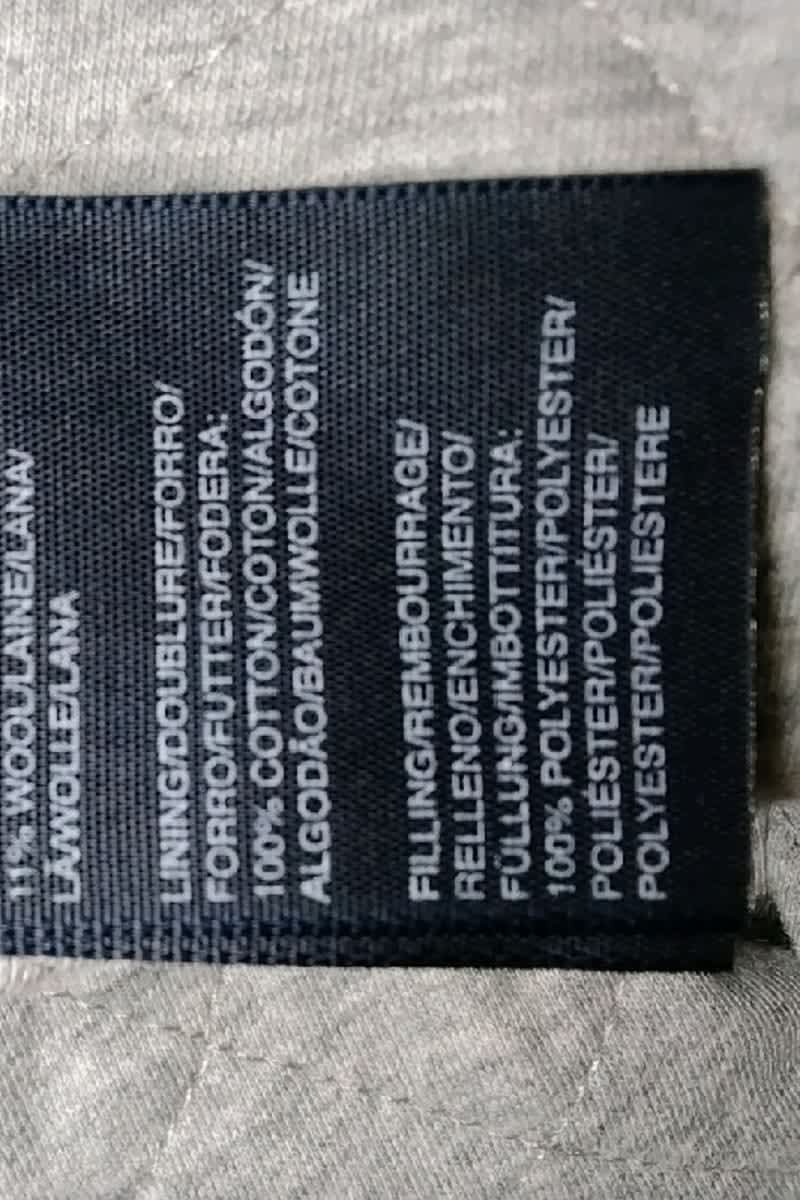 11% WOOL/LAINE/LANA/
LÃ/WOLLE/LANA
LINING/DOUBLURE/FORRO/
FORRO/FUTTER/FODERA:
100% COTTON/COTON/ALGODÓN/
ALGODÃO/BAUMWOLLE/COTONE
FILLING/REMBOURRAGE/
RELLENO/ENCHIMENTO/
FÜLLUNG/IMBOTTITURA:
100% POLYESTER/POLYESTER/
POLIÉSTER/POLIÉSTER/
POLYESTER/POLIESTERE